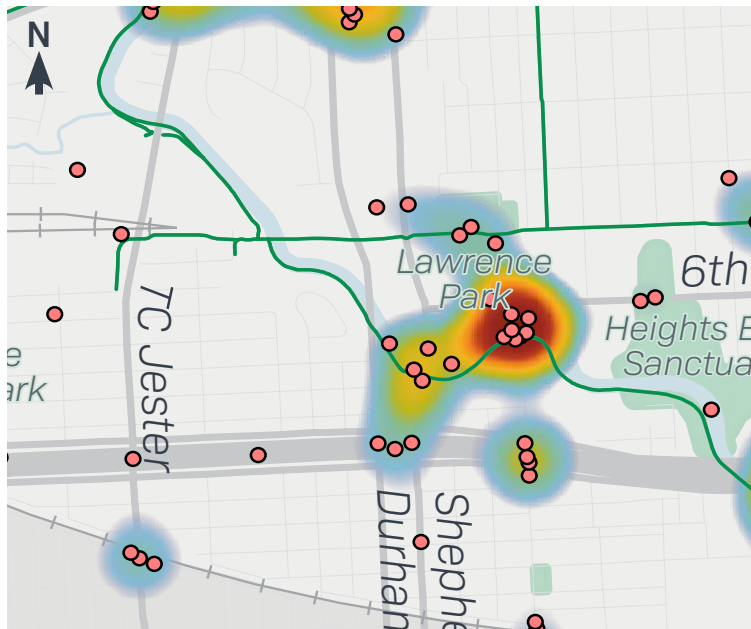 N
Lawrence
Park
6th
Heights B
Sanctua
e
ark
TC Jester
Durhan
Shephe